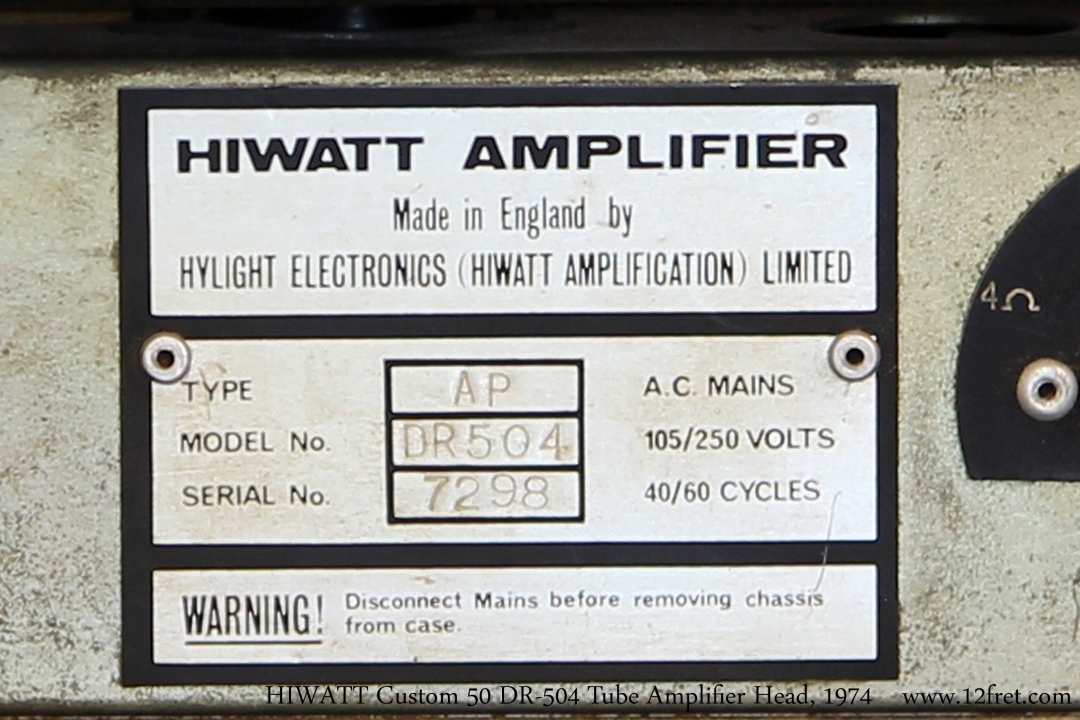 HIWATT AMPLIFIER
Made in England by
HYLIGHT ELECTRONICS (HIWATT AMPLIFICATION) LIMITED
4Ω
TYPE AP A.C. MAINS
MODEL No. DR504 105/250 VOLTS
SERIAL No. 7298 40/60 CYCLES
WARNING! Disconnect Mains before removing chassis
from case.
HIWATT Custom 50 DR-504 Tube Amplifier Head, 1974 www.12fret.com